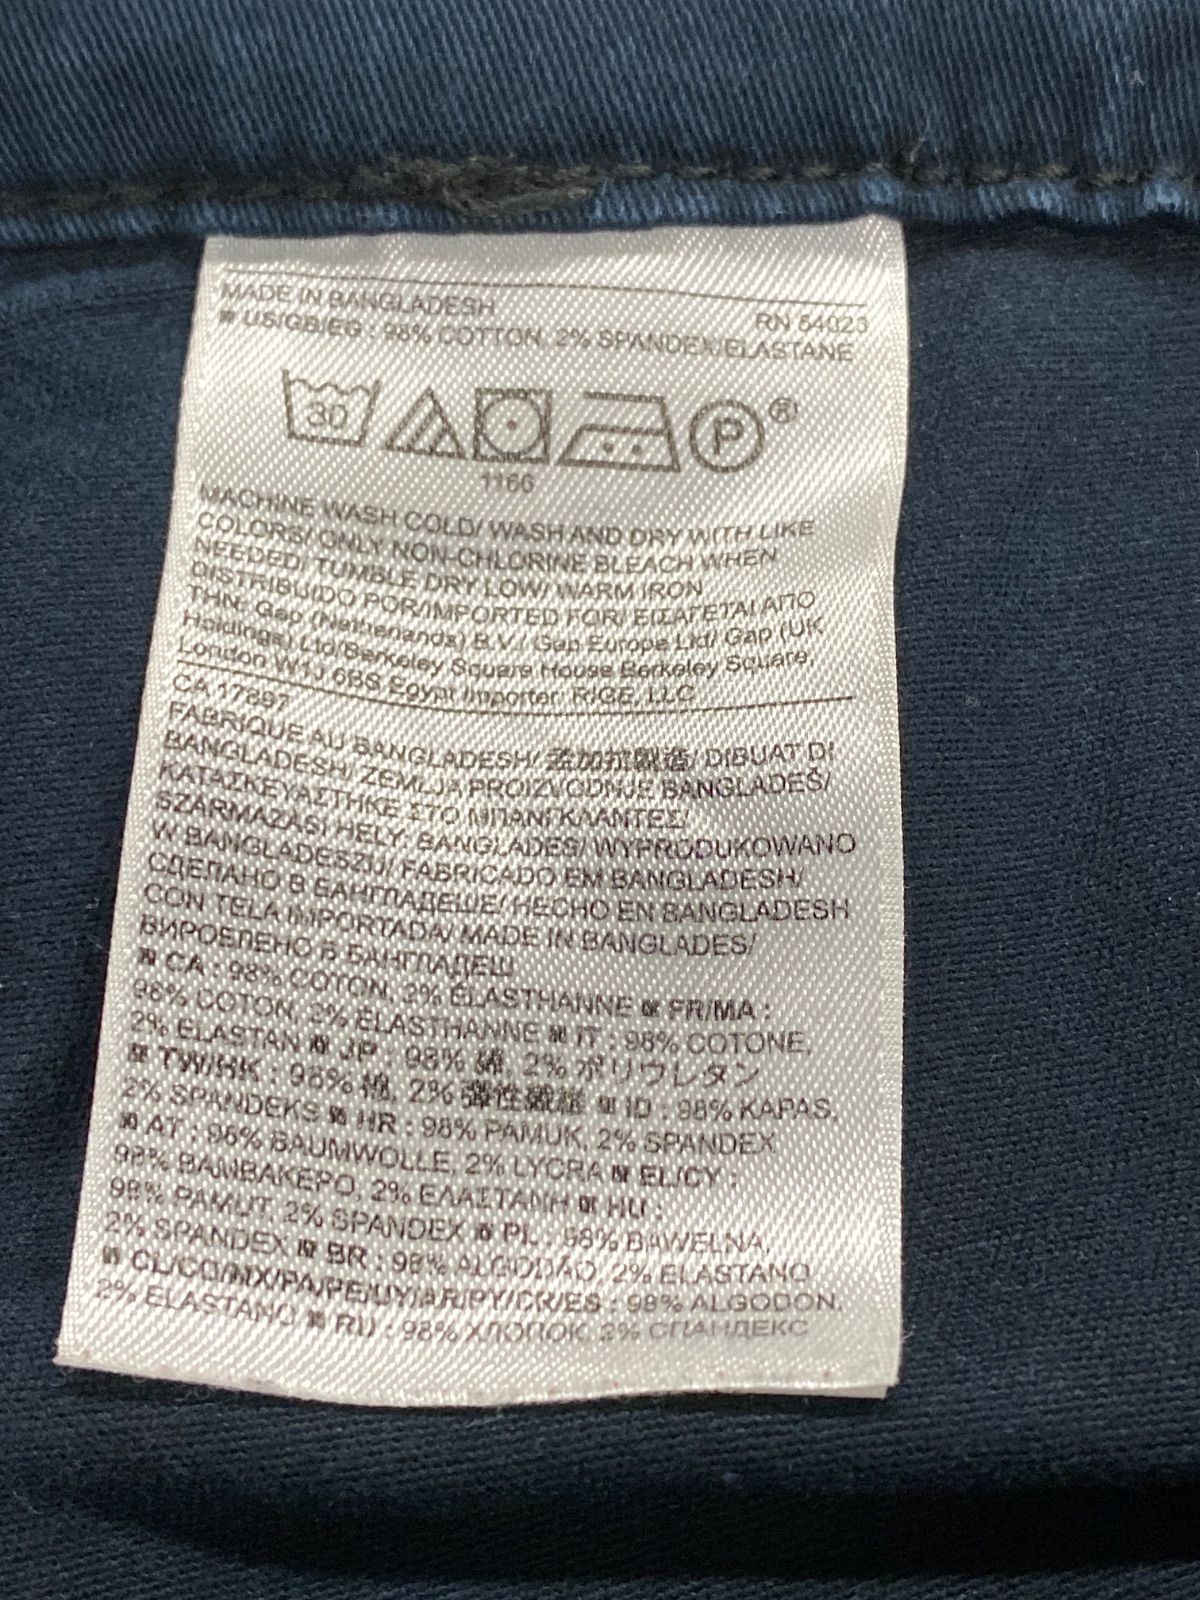 MADE IN BANGLADESH
RN 54023
US/GB/EG : 98% COTTON, 2% SPANDEX/ELASTANE
30
P ®
1166
MACHINE WASH COLD/ WASH AND DRY WITH LIKE
COLORS/ ONLY NON-CHLORINE BLEACH WHEN
NEEDED/ TUMBLE DRY LOW/ WARM IRON
DISTRIBUIDO POR/IMPORTED FOR/ ΕΙΣΑΓΕΤΑΙ ΑΠΟ
THN: Gap (Netherlands) B.V./ Gap Europe Ltd/ Gap (UK
Holdings) Ltd/Berkeley Square House Berkeley Square,
London W1J 6BS Egypt Importer: RIGE, LLC
CA 17897
FABRIQUE AU BANGLADESH/ 孟加拉製造/ DIBUAT DI
BANGLADESH/ ZEMLJA PROIZVODNJE BANGLADEŠ/
ΚΑΤΑΣΚΕΥΑΣΤΗΚΕ ΣΤΟ ΜΠΑΝΓΚΛΑΝΤΕΣ/
SZÁRMAZÁSI HELY: BANGLADES/ WYPRODUKOWANO
W BANGLADESZU/ FABRICADO EM BANGLADESH/
СДЕЛАНО В БАНГЛАДЕШЕ/ HECHO EN BANGLADESH
CON TELA IMPORTADA/ MADE IN BANGLADES/
ВИРОБЛЕНО В БАНГЛАДЕШ
CA : 98% COTON, 2% ÉLASTHANNE FR/MA :
98% COTON, 2% ÉLASTHANNE IT : 98% COTONE,
2% ELASTAN JP : 98% 綿, 2% ポリウレタン
TW/HK : 98% 棉, 2% 彈性纖維 ID : 98% KAPAS,
2% SPANDEKS HR : 98% PAMUK, 2% SPANDEX
AT : 98% BAUMWOLLE, 2% LYCRA EL/CY :
98% ΒΑΜΒΑΚΕΡΟ, 2% ΕΛΑΣΤΑΝΗ HU :
98% PAMUT, 2% SPANDEX PL : 98% BAWEŁNA,
2% SPANDEX BR : 98% ALGODÃO, 2% ELASTANO
CL/CO/MX/PA/PE/UY/AR/PY/CR/ES : 98% ALGODON,
2% ELASTANO RU : 98% ХЛОПОК, 2% СПАНДЕКС